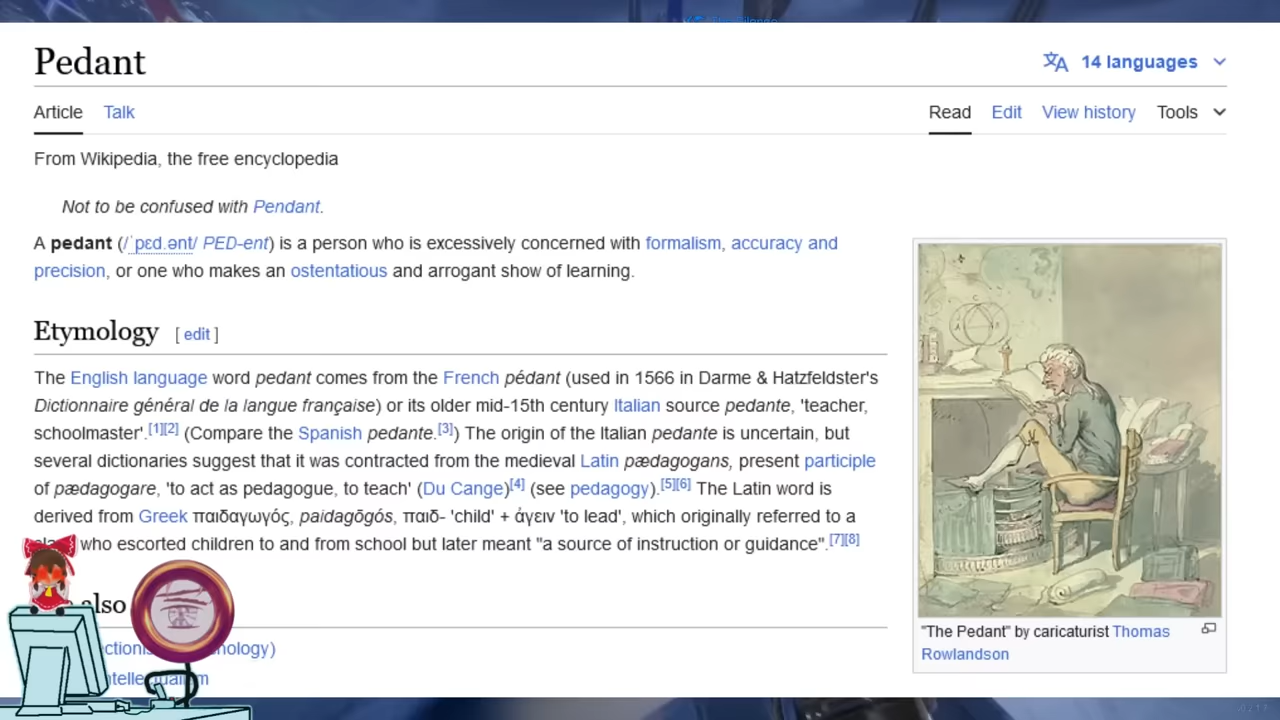 Pedant
14 languages
Article Talk Read Edit View history Tools
From Wikipedia, the free encyclopedia
Not to be confused with Pendant.
A pedant (/ˈpɛd.ənt/ PED-ent) is a person who is excessively concerned with formalism, accuracy and
precision, or one who makes an ostentatious and arrogant show of learning.
Etymology [ edit ]
The English language word pedant comes from the French pédant (used in 1566 in Darme & Hatzfeldster's
Dictionnaire général de la langue française) or its older mid-15th century Italian source pedante, 'teacher,
schoolmaster'.[1][2] (Compare the Spanish pedante.[3]) The origin of the Italian pedante is uncertain, but
several dictionaries suggest that it was contracted from the medieval Latin pædagogans, present participle
of pædagogare, 'to act as pedagogue, to teach' (Du Cange)[4] (see pedagogy).[5][6] The Latin word is
derived from Greek παιδαγωγός, paidagōgós, παιδ- 'child' + ἄγειν 'to lead', which originally referred to a
who escorted children to and from school but later meant "a source of instruction or guidance".[7][8]
also
"The Pedant" by caricaturist Thomas
Rowlandson